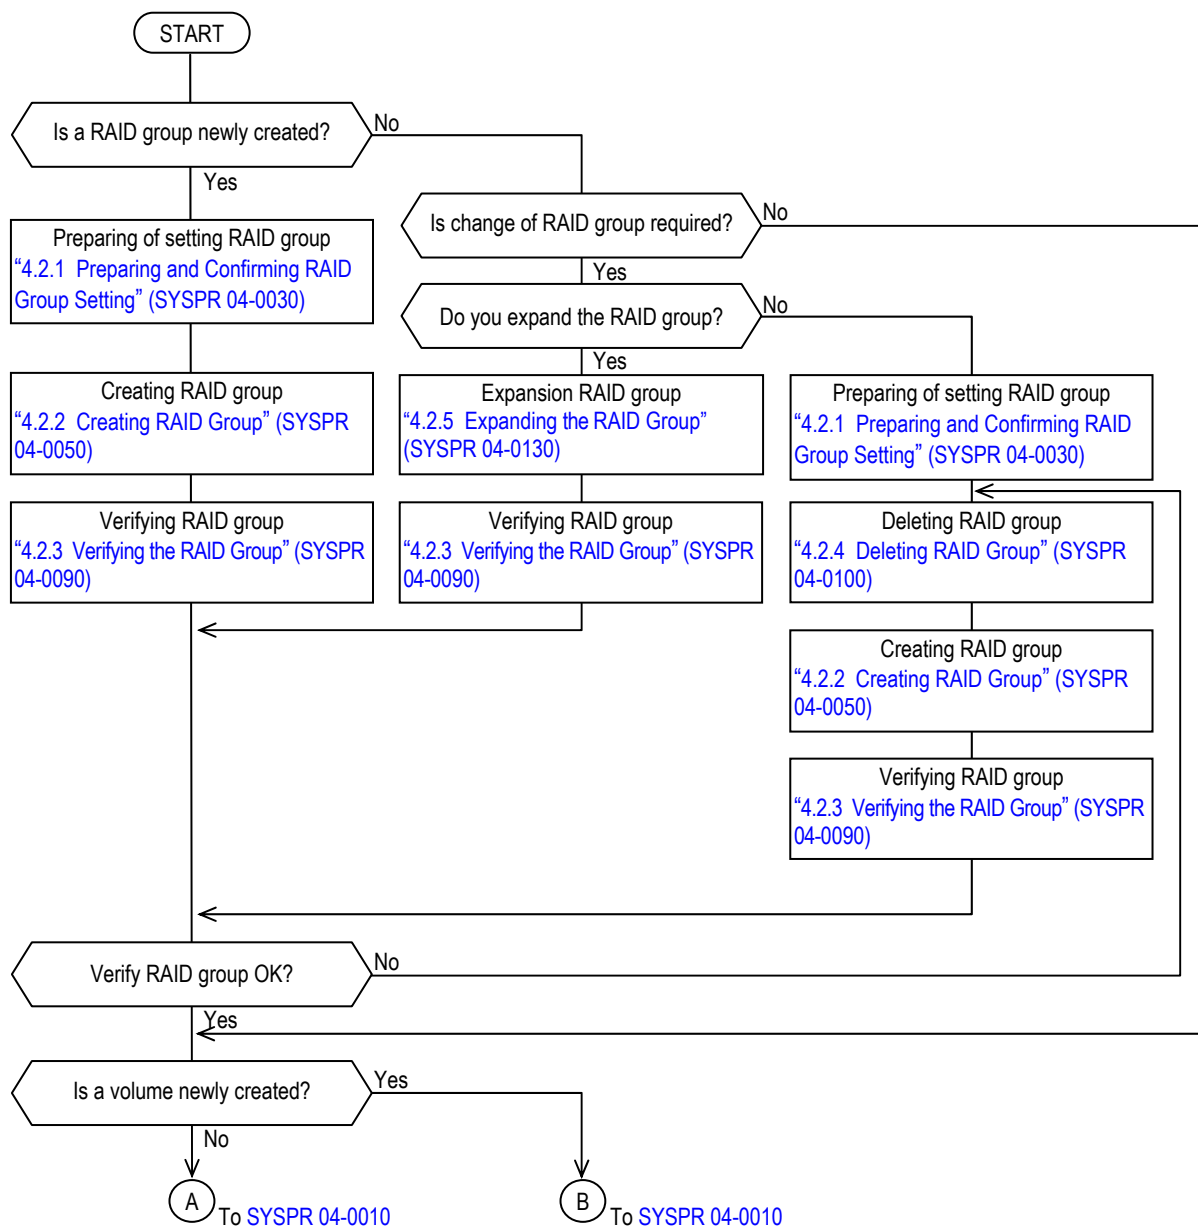 START
Is a RAID group newly created?
No
Yes
Is change of RAID group required?
No
Yes
Preparing of setting RAID group
“4.2.1 Preparing and Confirming RAID
Group Setting” (SYSPR 04-0030)
Do you expand the RAID group?
No
Yes
Creating RAID group
“4.2.2 Creating RAID Group” (SYSPR
04-0050)
Expansion RAID group
“4.2.5 Expanding the RAID Group”
(SYSPR 04-0130)
Preparing of setting RAID group
“4.2.1 Preparing and Confirming RAID
Group Setting” (SYSPR 04-0030)
Verifying RAID group
“4.2.3 Verifying the RAID Group” (SYSPR
04-0090)
Verifying RAID group
“4.2.3 Verifying the RAID Group” (SYSPR
04-0090)
Deleting RAID group
“4.2.4 Deleting RAID Group” (SYSPR
04-0100)
Creating RAID group
“4.2.2 Creating RAID Group” (SYSPR
04-0050)
Verifying RAID group
“4.2.3 Verifying the RAID Group” (SYSPR
04-0090)
Verify RAID group OK?
No
Yes
Is a volume newly created?
Yes
No
A
To SYSPR 04-0010
B
To SYSPR 04-0010